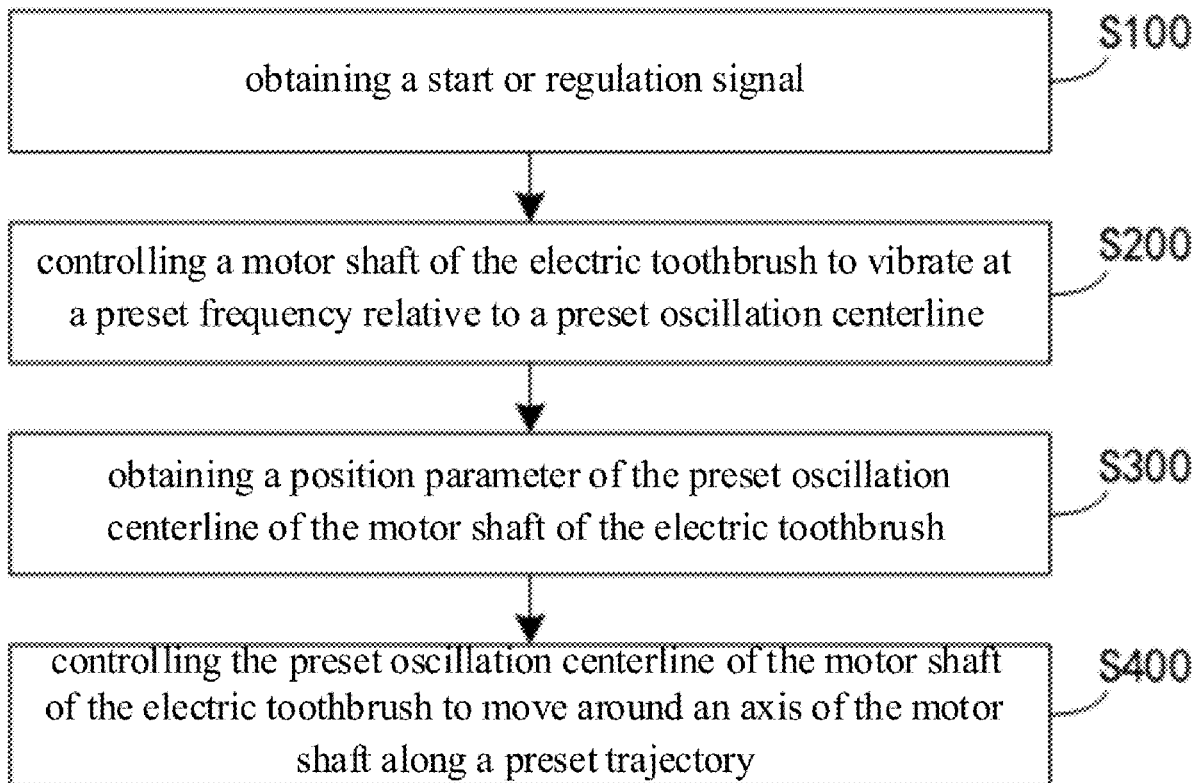 S100
obtaining a start or regulation signal
S200
controlling a motor shaft of the electric toothbrush to vibrate at
a preset frequency relative to a preset oscillation centerline
S300
obtaining a position parameter of the preset oscillation
centerline of the motor shaft of the electric toothbrush
S400
controlling the preset oscillation centerline of the motor shaft
of the electric toothbrush to move around an axis of the motor
shaft along a preset trajectory